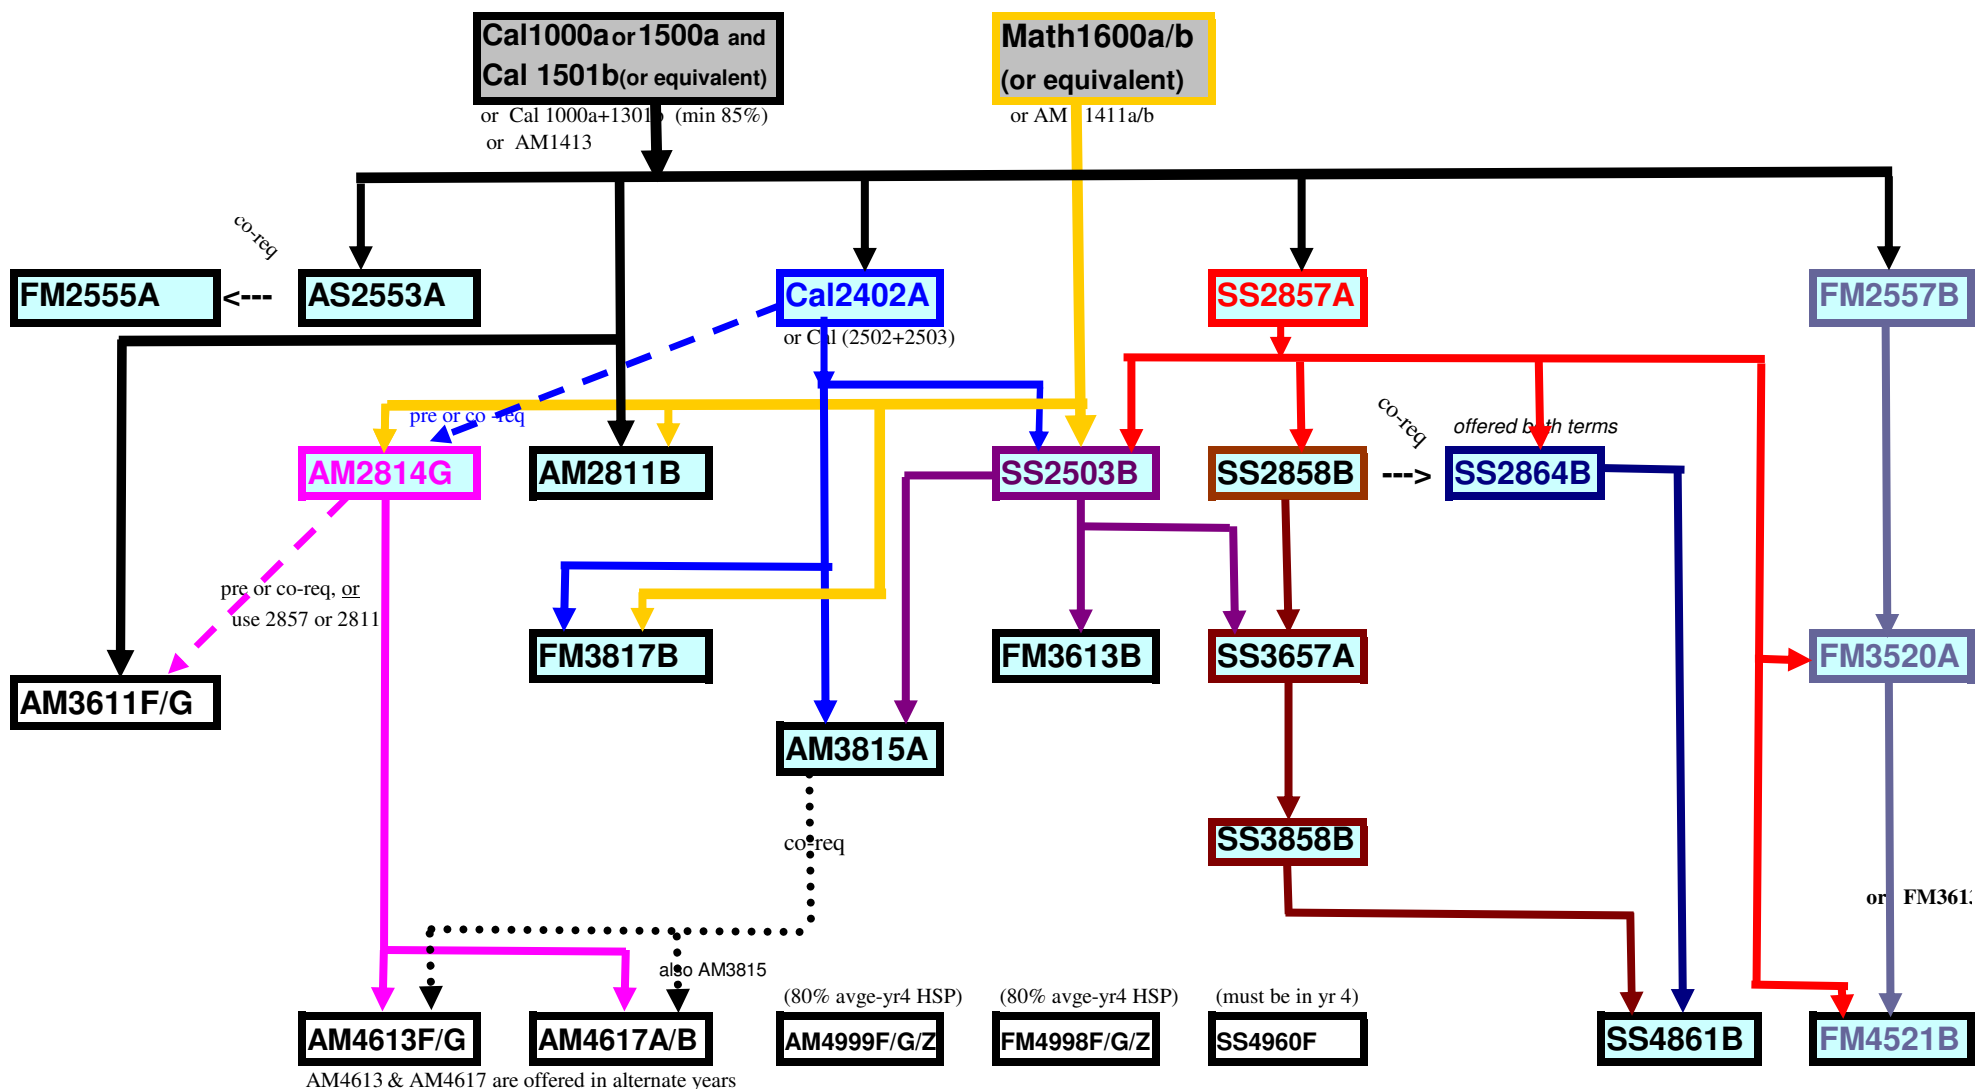 Cal1000a or 1500a and
Cal 1501b(or equivalent)
or Cal 1000a+1301b (min 85%)
or AM1413
Math1600a/b
(or equivalent)
or AM 1411a/b
co-req
FM2555A
<---
AS2553A
Cal2402A
or Cal (2502+2503)
SS2857A
FM2557B
pre or co -req
co-req
offered both terms
AM2814G
AM2811B
SS2503B
SS2858B
--->
SS2864B
pre or co-req, or
use 2857 or 2811
FM3817B
FM3613B
SS3657A
FM3520A
AM3611F/G
AM3815A
co-req
SS3858B
or FM361
also AM3815
(80% avge-yr4 HSP)
(80% avge-yr4 HSP)
(must be in yr 4)
AM4613F/G
AM4617A/B
AM4999F/G/Z
FM4998F/G/Z
SS4960F
SS4861B
FM4521B
AM4613 & AM4617 are offered in alternate years